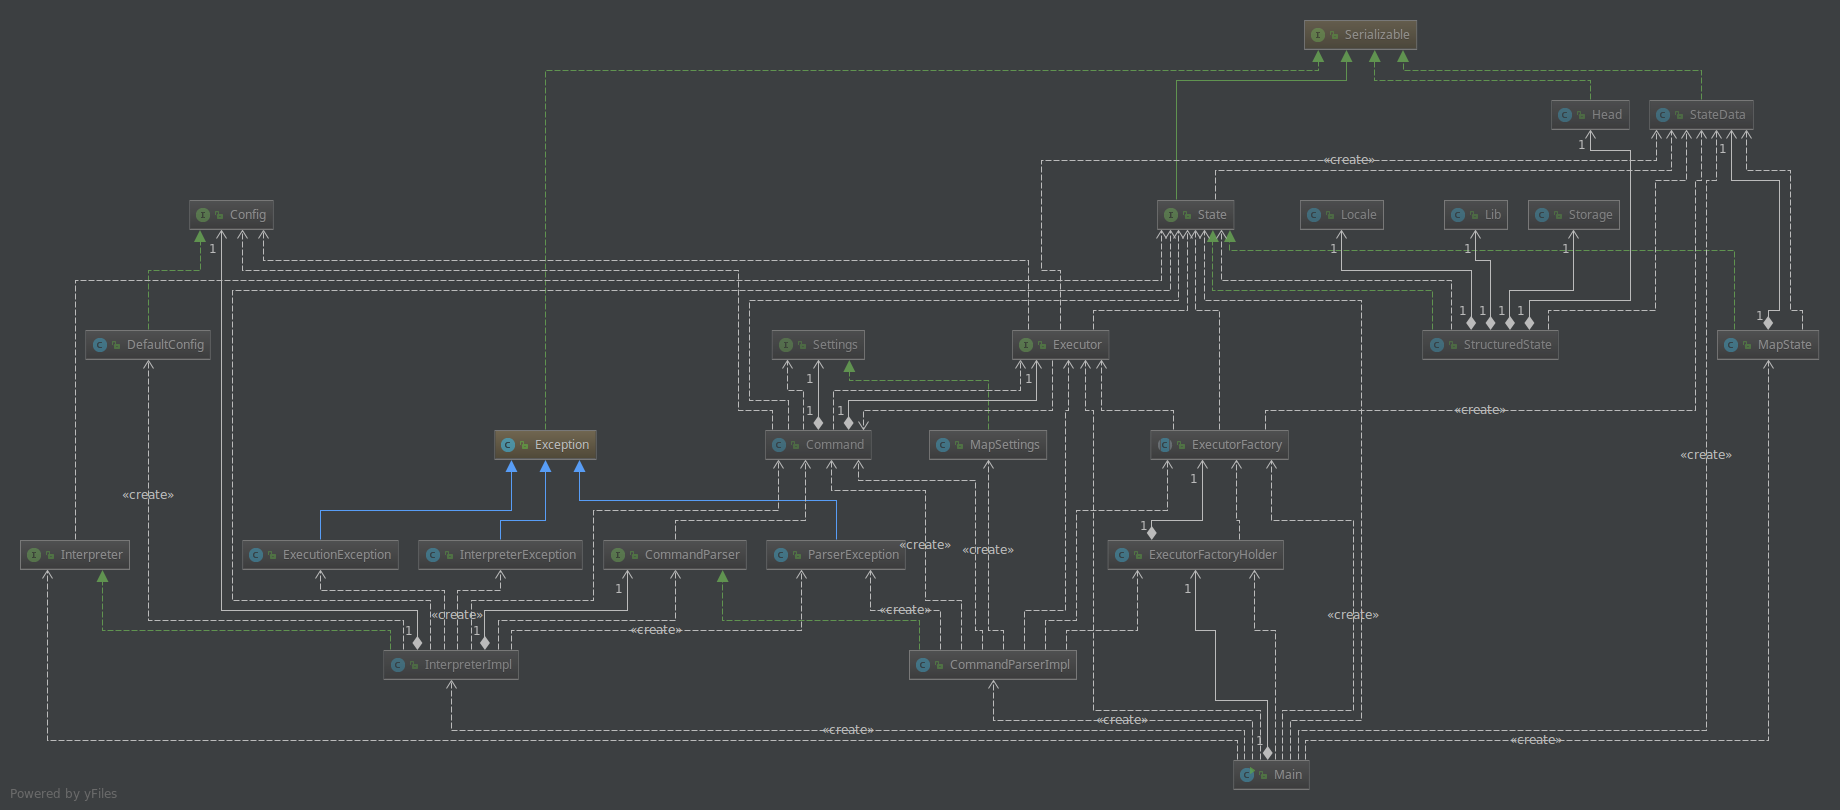 Serializable
Head
StateData
1
1
«create»
Config
State
Locale
Lib
Storage
1
1
1
1
1
1
1
1
1
DefaultConfig
Settings
Executor
StructuredState
MapState
1
1
1
1
«create»
Exception
Command
MapSettings
ExecutorFactory
«create»
1
«create»
1
Interpreter
ExecutionException
InterpreterException
CommandParser
ParserException
«create»
«create»
ExecutorFactoryHolder
1
1
«create»
«create»
«create»
1
1
«create»
InterpreterImpl
CommandParserImpl
«create»
«create»
1
«create»
Main
Powered by yFiles